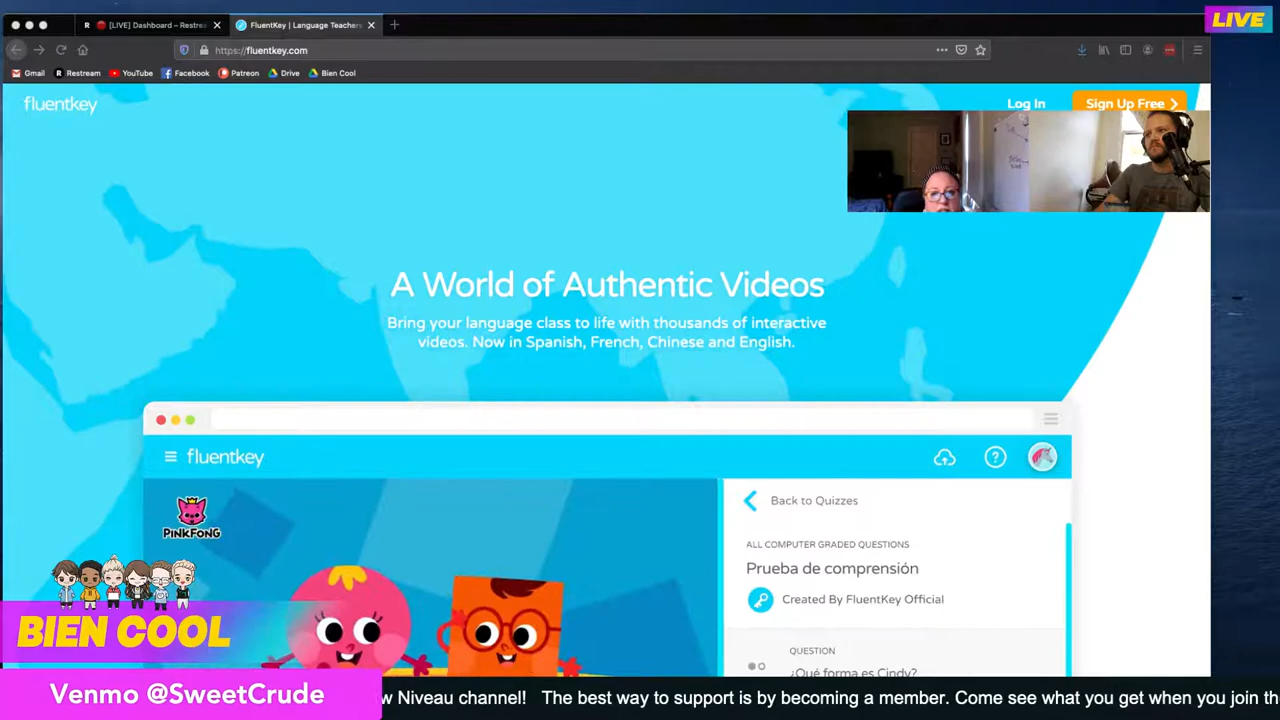 LIVE
R [LIVE] Dashboard – Restrea
FluentKey | Language Teachers
https://fluentkey.com
Gmail R Restream YouTube Facebook Patreon Drive Bien Cool
fluentkey
Log In
Sign Up Free
A World of Authentic Videos
Bring your language class to life with thousands of interactive
videos. Now in Spanish, French, Chinese and English.
fluentkey
?
PINKFONG
Back to Quizzes
ALL COMPUTER GRADED QUESTIONS
Prueba de comprensión
Created By FluentKey Official
QUESTION
¿Qué forma es Cindy?
BIEN COOL
Venmo @SweetCrude
w Niveau channel! The best way to support is by becoming a member. Come see what you get when you join th